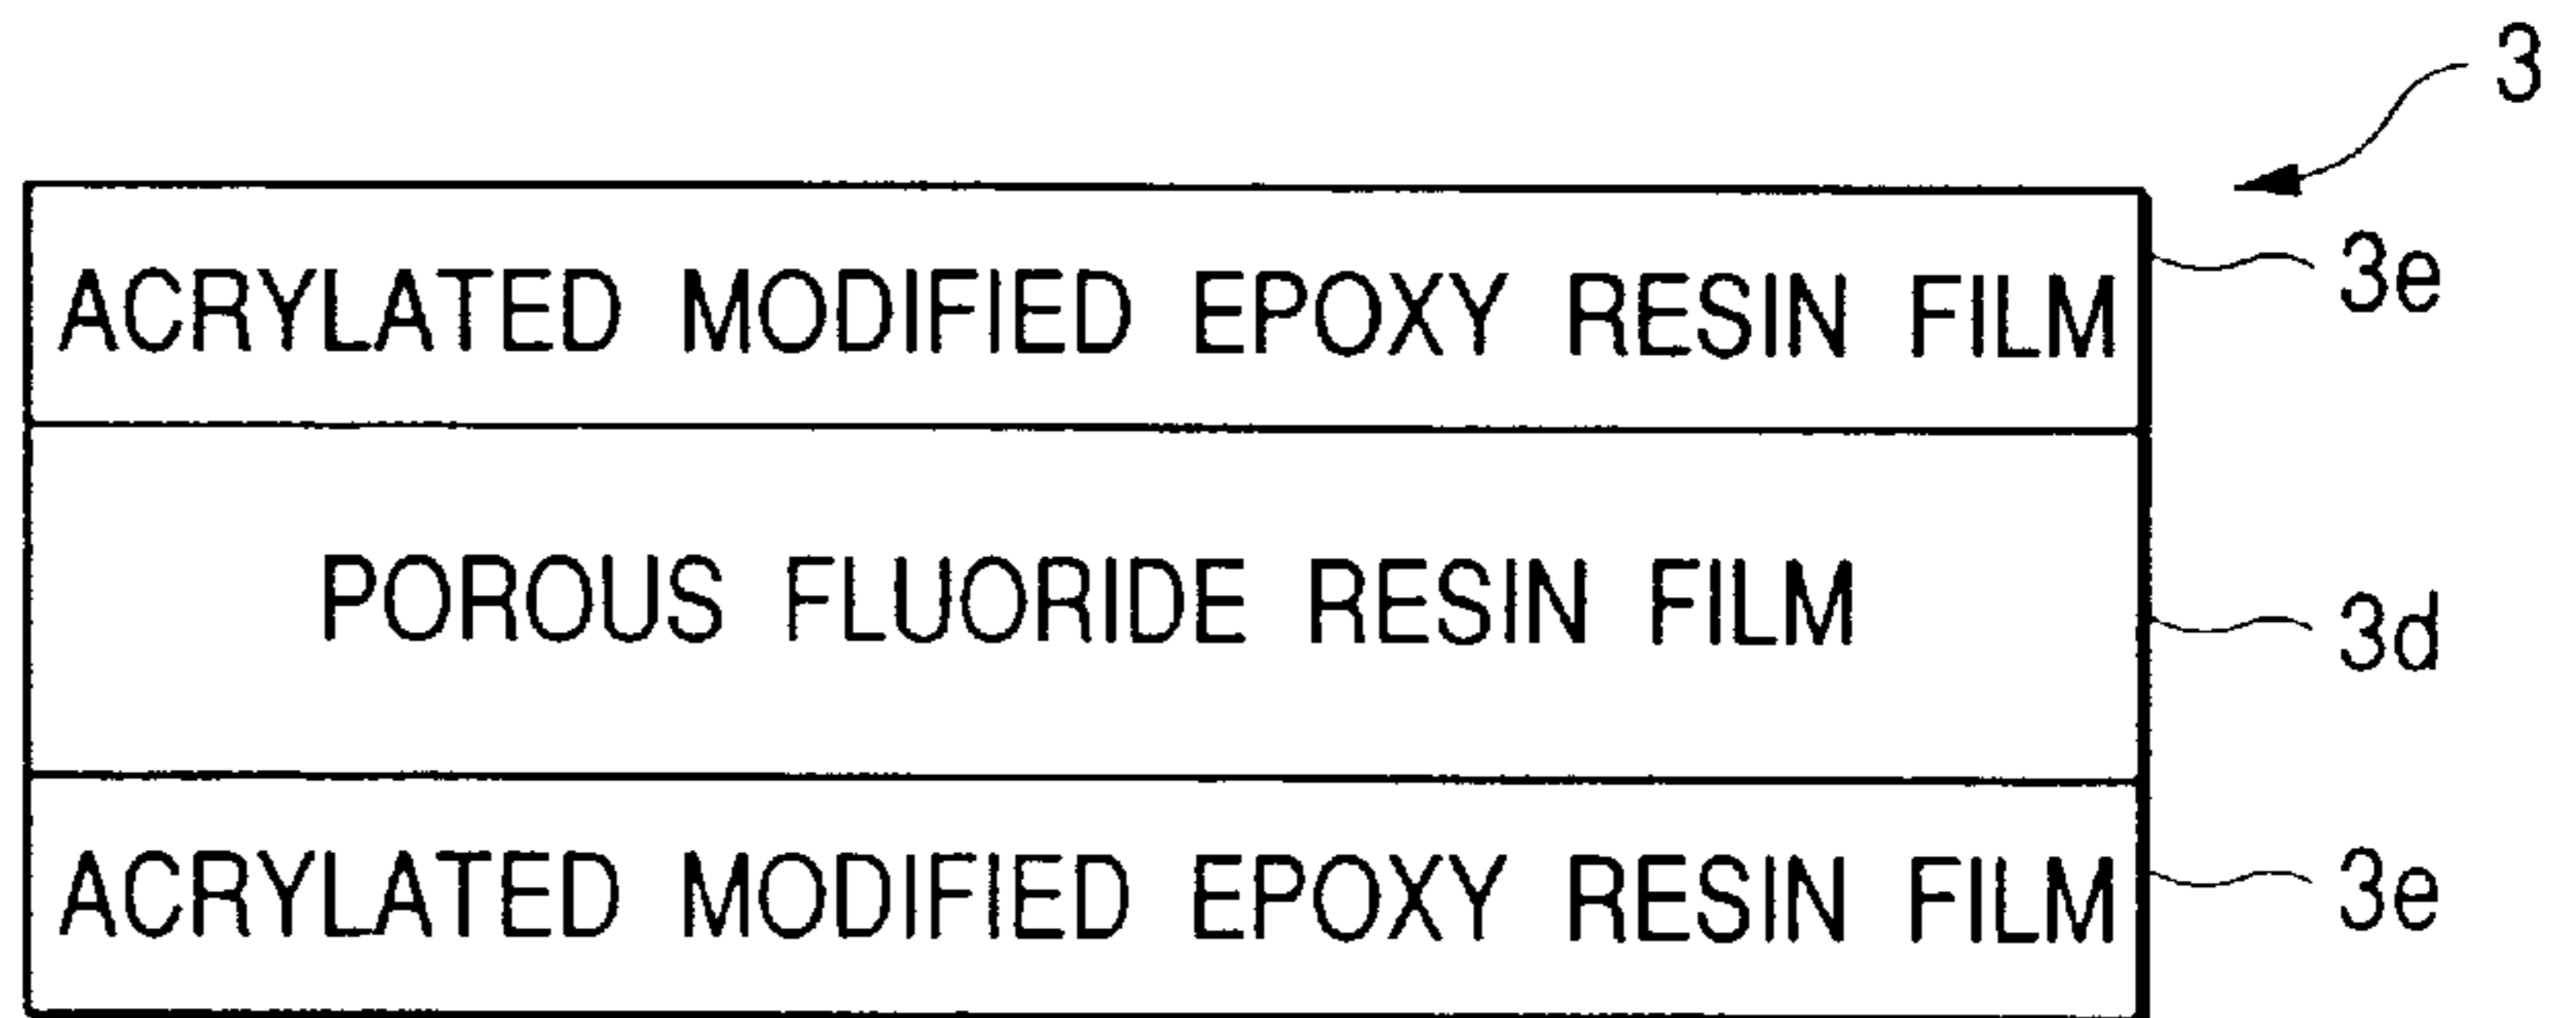 3
ACRYLATED MODIFIED EPOXY RESIN FILM 3e
POROUS FLUORIDE RESIN FILM 3d
ACRYLATED MODIFIED EPOXY RESIN FILM 3e